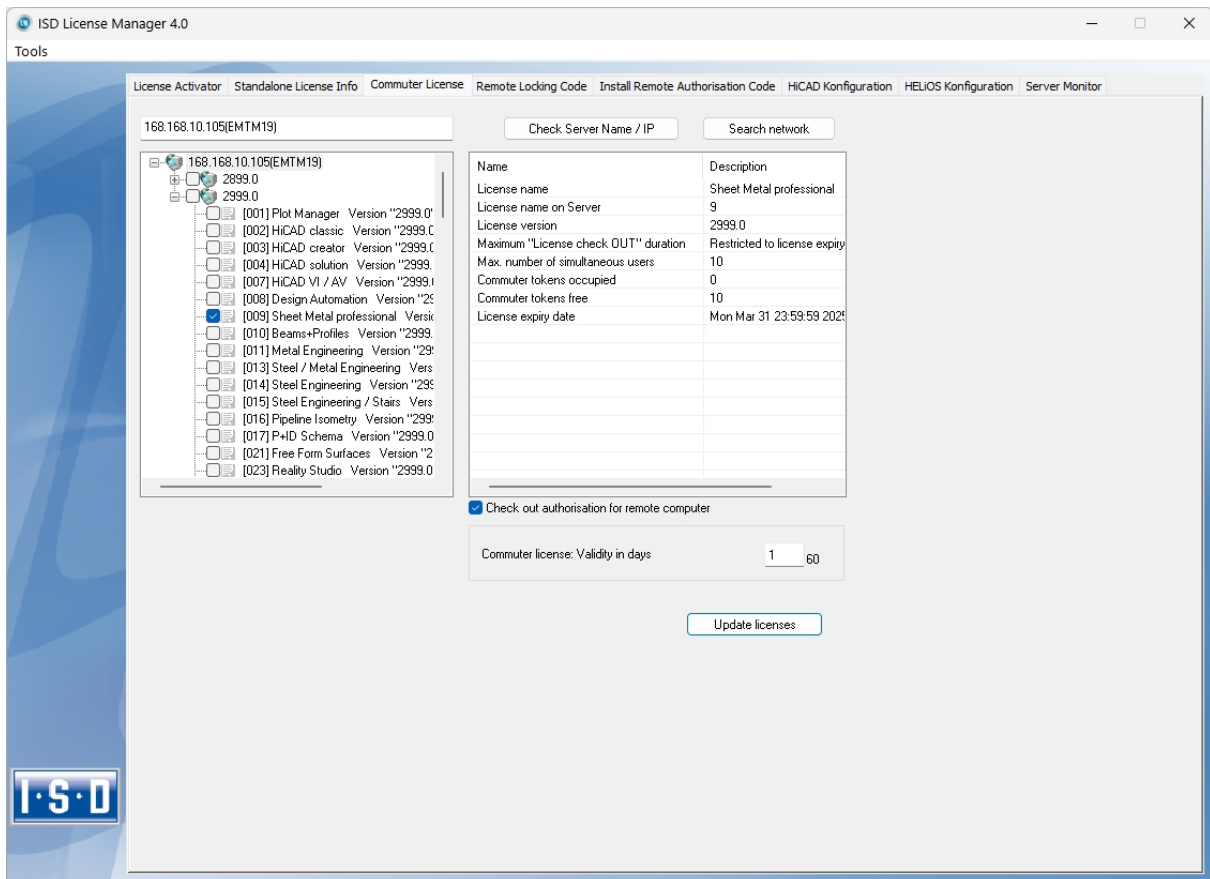 ISD License Manager 4.0
Tools
License Activator Standalone License Info Commuter License Remote Locking Code Install Remote Authorisation Code HiCAD Konfiguration HELiOS Konfiguration Server Monitor
168.168.10.105(EMTM19)
Check Server Name / IP
Search network
168.168.10.105(EMTM19)
2899.0
2999.0
[001] Plot Manager Version "2999.0"
[002] HiCAD classic Version "2999.0
[003] HiCAD creator Version "2999.0
[004] HiCAD solution Version "2999.
[007] HiCAD VI / AV Version "2999.
[008] Design Automation Version "29
[009] Sheet Metal professional Versio
[010] Beams+Profiles Version "2999.
[011] Metal Engineering Version "299
[013] Steel / Metal Engineering Vers
[014] Steel Engineering Version "299
[015] Steel Engineering / Stairs Vers
[016] Pipeline Isometry Version "299
[017] P+ID Schema Version "2999.0
[021] Free Form Surfaces Version "2
[023] Reality Studio Version "2999.0
Name Description
License name Sheet Metal professional
License name on Server 9
License version 2999.0
Maximum "License check OUT" duration Restricted to license expiry
Max. number of simultaneous users 10
Commuter tokens occupied 0
Commuter tokens free 10
License expiry date Mon Mar 31 23:59:59 2025
Check out authorisation for remote computer
Commuter license: Validity in days 1 60
Update licenses
I·S·D